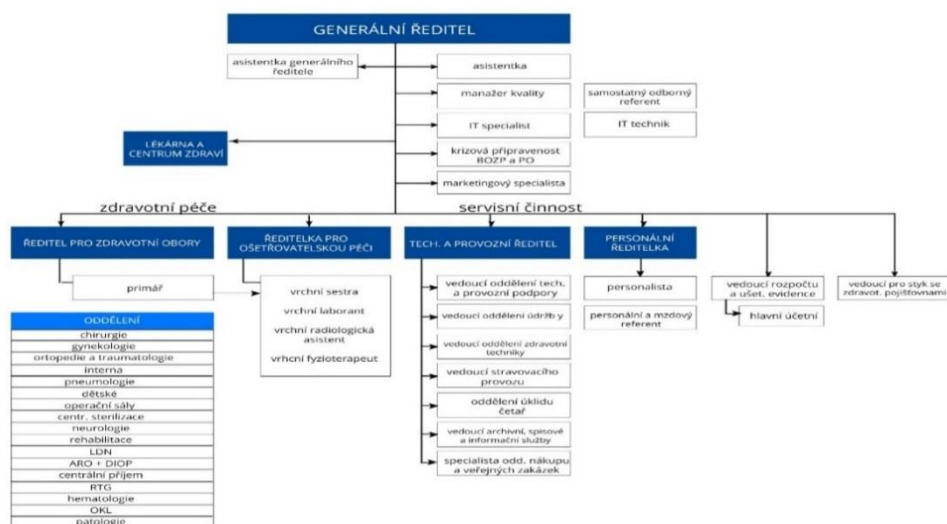 GENERÁLNÍ ŘEDITEL
asistentka generálního
ředitele
asistentka
manažer kvality
samostatný odborný
referent
IT specialist
IT technik
LÉKÁRNA A
CENTRUM ZDRAVÍ
krizová připravenost
BOZP a PO
marketingový specialista
zdravotní péče
servisní činnost
ŘEDITEL PRO ZDRAVOTNÍ OBORY
ŘEDITELKA PRO
OŠETŘOVATELSKOU PÉČI
TECH. A PROVOZNÍ ŘEDITEL
PERSONÁLNÍ
ŘEDITELKA
vedoucí rozpočtu
a ušet. evidence
vedoucí pro styk se
zdravot. pojišťovnami
primář
vrchní sestra
vrchní laborant
vrchní radiologická
asistent
vrhcní fyzioterapeut
vedoucí oddělení tech.
a provozní podpory
vedoucí oddělení údržb y
vedoucí oddělení zdravotní
techniky
vedoucí stravovacího
provozu
oddělení úklidu
četař
vedoucí archivní, spisové
a informační služby
specialista odd. nákupu
a veřejných zakázek
personalista
personální a mzdový
referent
hlavní účetní
ODDĚLENÍ
chirurgie
gynekologie
ortopedie a traumatologie
interna
pneumologie
dětské
operační sály
centr. sterilizace
neurologie
rehabilitace
LDN
ARO + DIOP
centrální příjem
RTG
hematologie
OKL
patologie